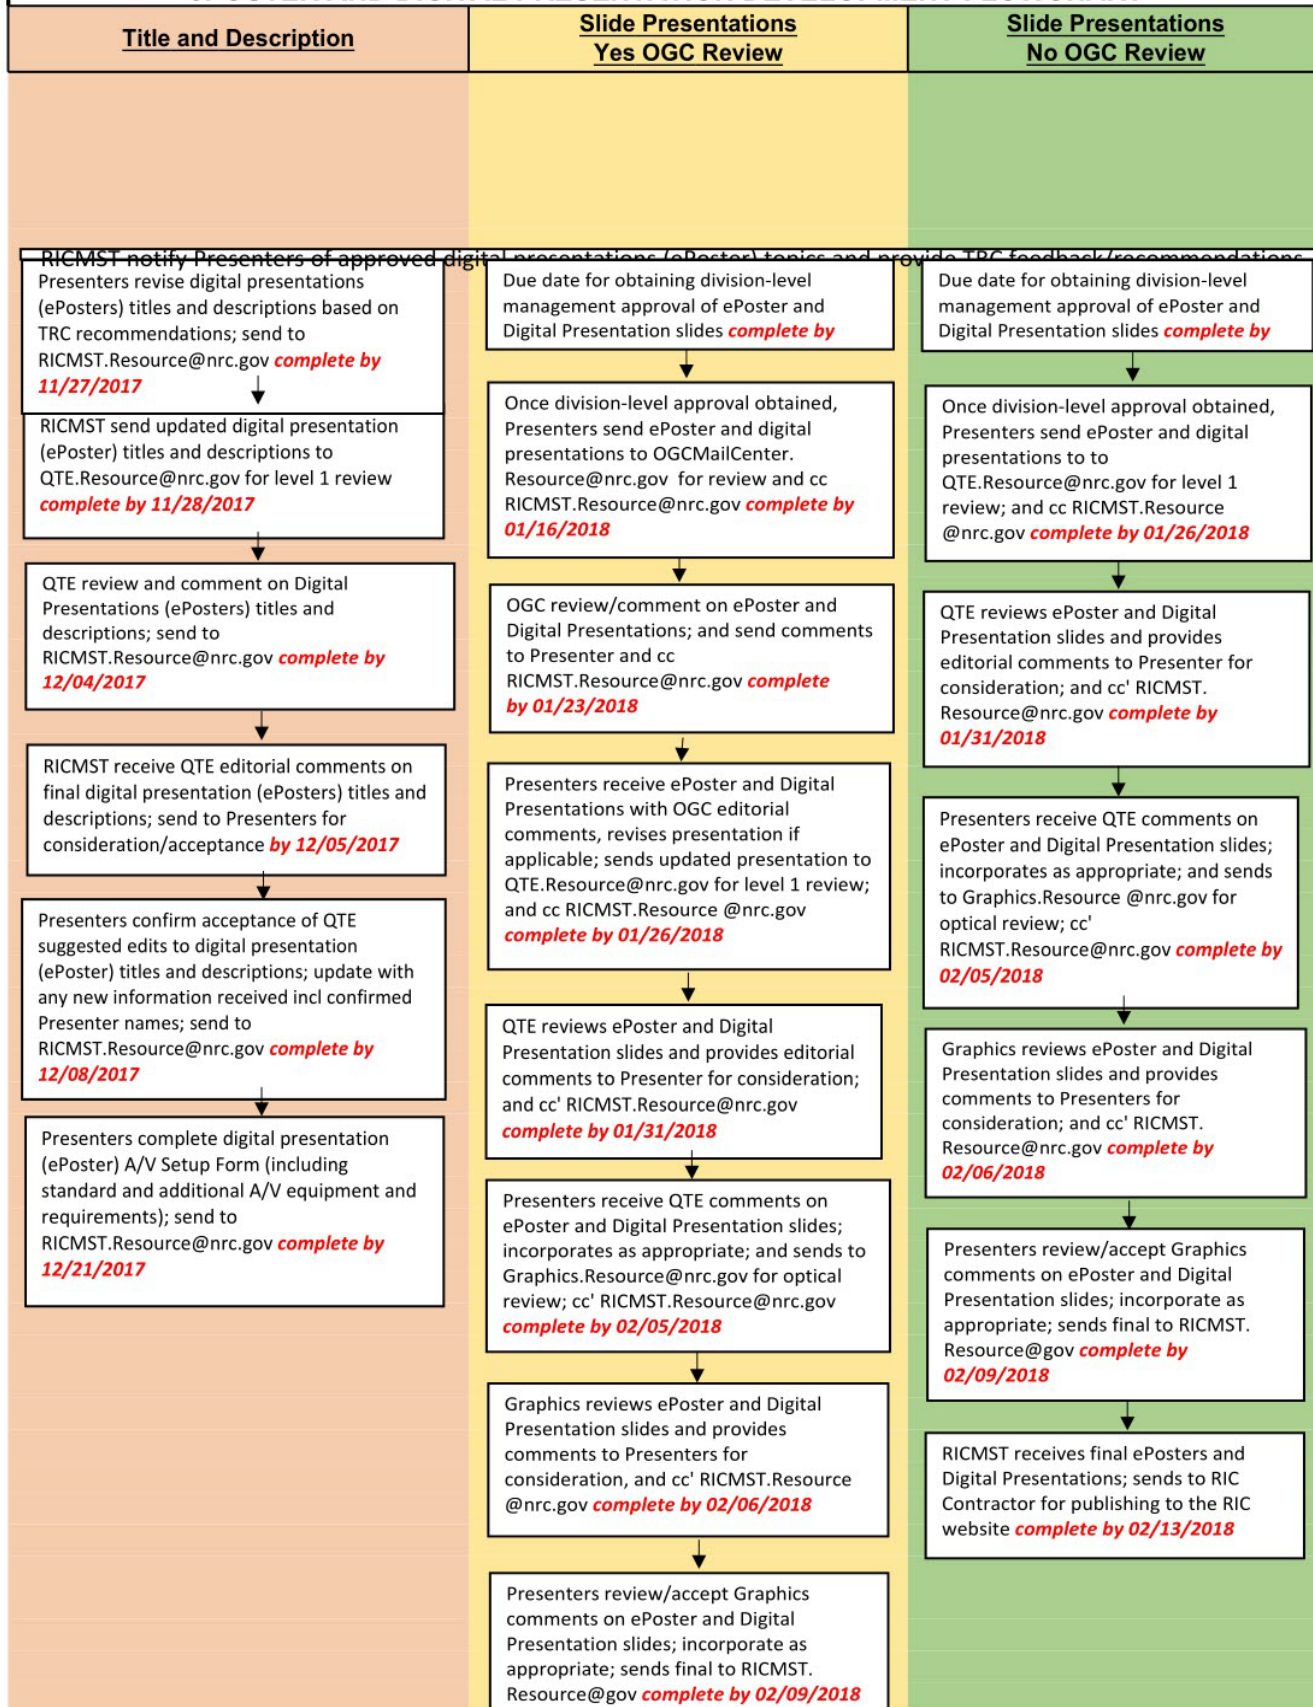 Title and Description
Slide Presentations
Yes OGC Review
Slide Presentations
No OGC Review
RICMST notify Presenters of approved digital presentations (ePoster) topics and provide TRC feedback/recommendations
Presenters revise digital presentations
(ePosters) titles and descriptions based on
TRC recommendations; send to
RICMST.Resource@nrc.gov complete by
11/27/2017
RICMST send updated digital presentation
(ePoster) titles and descriptions to
QTE.Resource@nrc.gov for level 1 review
complete by 11/28/2017
QTE review and comment on Digital
Presentations (ePosters) titles and
descriptions; send to
RICMST.Resource@nrc.gov complete by
12/04/2017
RICMST receive QTE editorial comments on
final digital presentation (ePosters) titles and
descriptions; send to Presenters for
consideration/acceptance by 12/05/2017
Presenters confirm acceptance of QTE
suggested edits to digital presentation
(ePoster) titles and descriptions; update with
any new information received incl confirmed
Presenter names; send to
RICMST.Resource@nrc.gov complete by
12/08/2017
Presenters complete digital presentation
(ePoster) A/V Setup Form (including
standard and additional A/V equipment and
requirements); send to
RICMST.Resource@nrc.gov complete by
12/21/2017
Due date for obtaining division-level
management approval of ePoster and
Digital Presentation slides complete by
Once division-level approval obtained,
Presenters send ePoster and digital
presentations to OGCMailCenter.
Resource@nrc.gov for review and cc
RICMST.Resource@nrc.gov complete by
01/16/2018
OGC review/comment on ePoster and
Digital Presentations; and send comments
to Presenter and cc
RICMST.Resource@nrc.gov complete
by 01/23/2018
Presenters receive ePoster and Digital
Presentations with OGC editorial
comments, revises presentation if
applicable; sends updated presentation to
QTE.Resource@nrc.gov for level 1 review;
and cc RICMST.Resource @nrc.gov
complete by 01/26/2018
QTE reviews ePoster and Digital
Presentation slides and provides editorial
comments to Presenter for consideration;
and cc' RICMST.Resource@nrc.gov
complete by 01/31/2018
Presenters receive QTE comments on
ePoster and Digital Presentation slides;
incorporates as appropriate; and sends to
Graphics.Resource@nrc.gov for optical
review; cc' RICMST.Resource@nrc.gov
complete by 02/05/2018
Graphics reviews ePoster and Digital
Presentation slides and provides
comments to Presenters for
consideration, and cc' RICMST.Resource
@nrc.gov complete by 02/06/2018
Presenters review/accept Graphics
comments on ePoster and Digital
Presentation slides; incorporate as
appropriate; sends final to RICMST.
Resource@gov complete by 02/09/2018
Due date for obtaining division-level
management approval of ePoster and
Digital Presentation slides complete by
Once division-level approval obtained,
Presenters send ePoster and digital
presentations to to
QTE.Resource@nrc.gov for level 1
review; and cc RICMST.Resource
@nrc.gov complete by 01/26/2018
QTE reviews ePoster and Digital
Presentation slides and provides
editorial comments to Presenter for
consideration; and cc' RICMST.
Resource@nrc.gov complete by
01/31/2018
Presenters receive QTE comments on
ePoster and Digital Presentation slides;
incorporates as appropriate; and sends
to Graphics.Resource @nrc.gov for
optical review; cc'
RICMST.Resource@nrc.gov complete by
02/05/2018
Graphics reviews ePoster and Digital
Presentation slides and provides
comments to Presenters for
consideration; and cc' RICMST.
Resource@nrc.gov complete by
02/06/2018
Presenters review/accept Graphics
comments on ePoster and Digital
Presentation slides; incorporate as
appropriate; sends final to RICMST.
Resource@gov complete by
02/09/2018
RICMST receives final ePosters and
Digital Presentations; sends to RIC
Contractor for publishing to the RIC
website complete by 02/13/2018